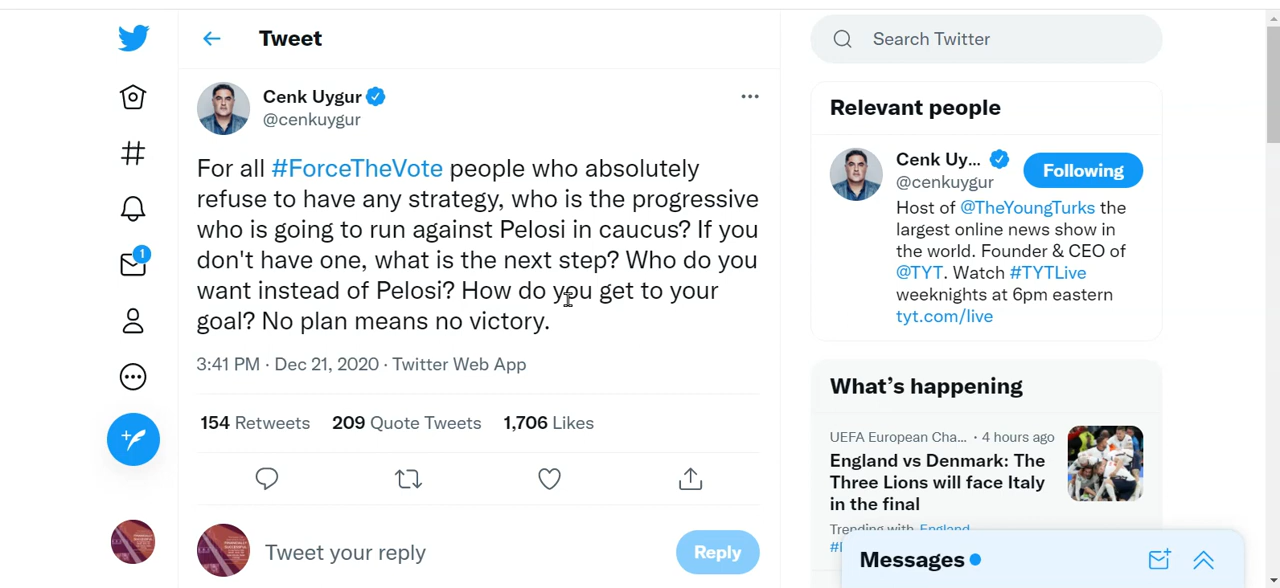 Tweet
Search Twitter
Cenk Uygur
@cenkuygur
For all #ForceTheVote people who absolutely
refuse to have any strategy, who is the progressive
who is going to run against Pelosi in caucus? If you
don't have one, what is the next step? Who do you
want instead of Pelosi? How do you get to your
goal? No plan means no victory.
3:41 PM · Dec 21, 2020 · Twitter Web App
154 Retweets 209 Quote Tweets 1,706 Likes
Tweet your reply
Reply
1
Relevant people
Cenk Uy...
@cenkuygur
Following
Host of @TheYoungTurks the
largest online news show in
the world. Founder & CEO of
@TYT. Watch #TYTLive
weeknights at 6pm eastern
tyt.com/live
What's happening
UEFA European Cha... · 4 hours ago
England vs Denmark: The
Three Lions will face Italy
in the final
Trending with England
Messages